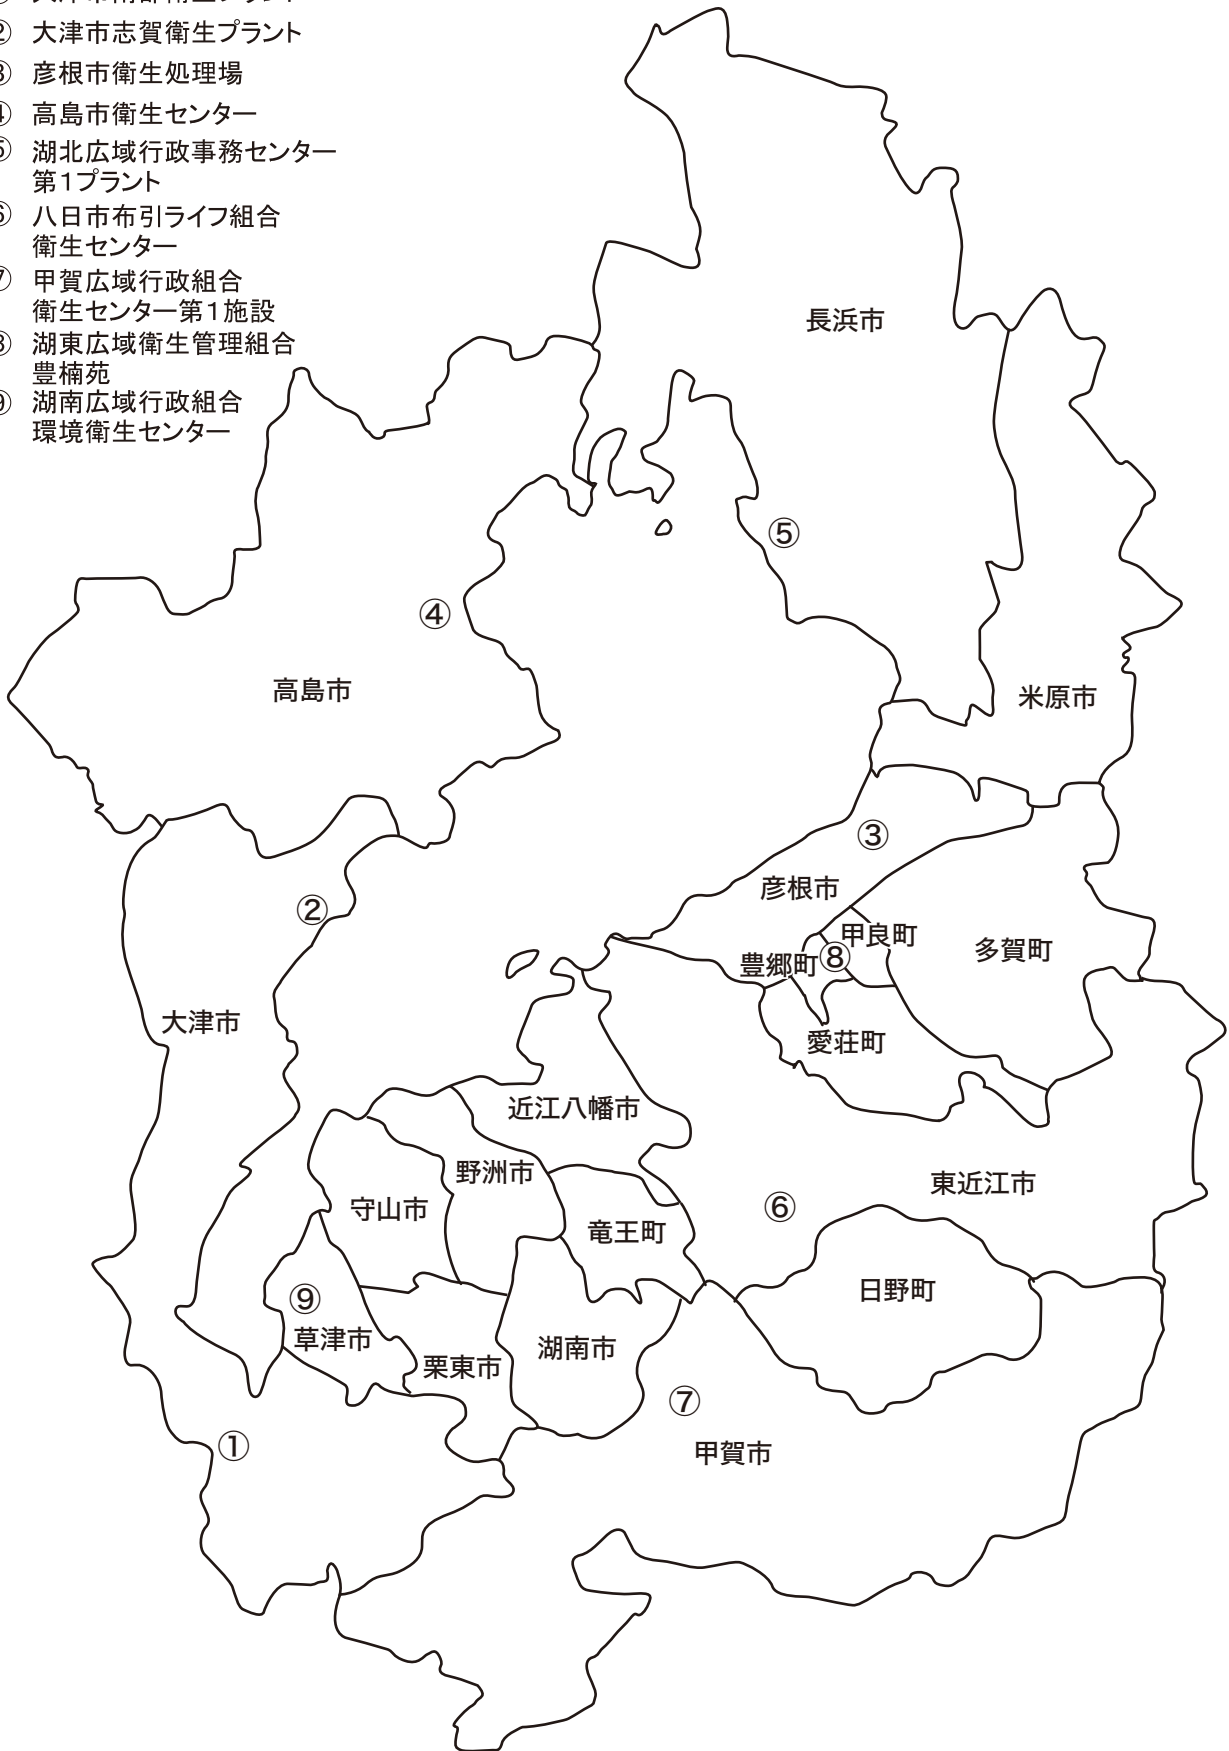 ② 大津市志賀衛生プラント
③ 彦根市衛生処理場
④ 高島市衛生センター
⑤ 湖北広域行政事務センター
第1プラント
⑥ 八日市布引ライフ組合
衛生センター
⑦ 甲賀広域行政組合
衛生センター第1施設
⑧ 湖東広域衛生管理組合
豊楠苑
⑨ 湖南広域行政組合
環境衛生センター
長浜市
⑤
④
高島市
米原市
③
彦根市
②
甲良町
豊郷町
⑧
多賀町
大津市
愛荘町
近江八幡市
野洲市
東近江市
守山市
⑥
竜王町
日野町
⑨
草津市
湖南市
栗東市
⑦
①
甲賀市